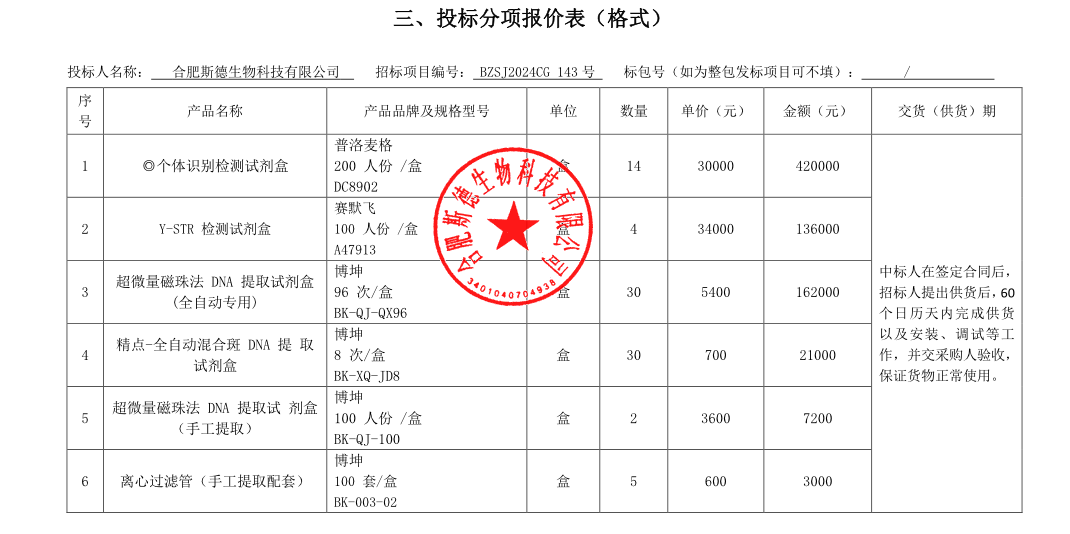 三、投标分项报价表（格式）
投标人名称： 合肥斯德生物科技有限公司 招标项目编号： BZSJ2024CG 143号 标包号（如为整包发标项目可不填）： /
序号 产品名称 产品品牌及规格型号 单位 数量 单价（元） 金额（元） 交货（供货）期
1 ◎个体识别检测试剂盒 普洛麦格 200 人份 /盒 DC8902 盒 14 30000 420000
2 Y-STR 检测试剂盒 赛默飞 100 人份 /盒 A47913 盒 4 34000 136000
3 超微量磁珠法 DNA 提取试剂盒(全自动专用) 博坤 96 次/盒 BK-QJ-QX96 盒 30 5400 162000
4 精点-全自动混合斑 DNA 提 取试剂盒 博坤 8 次/盒 BK-XQ-JD8 盒 30 700 21000
5 超微量磁珠法 DNA 提取试 剂盒（手工提取） 博坤 100 人份 /盒 BK-QJ-100 盒 2 3600 7200
6 离心过滤管（手工提取配套） 博坤 100 套/盒 BK-003-02 盒 5 600 3000
中标人在签定合同后，
招标人提出供货后，60
个日历天内完成供货
以及安装、调试等工
作，并交采购人验收，
保证货物正常使用。
合肥斯德生物科技有限公司
3401040704938